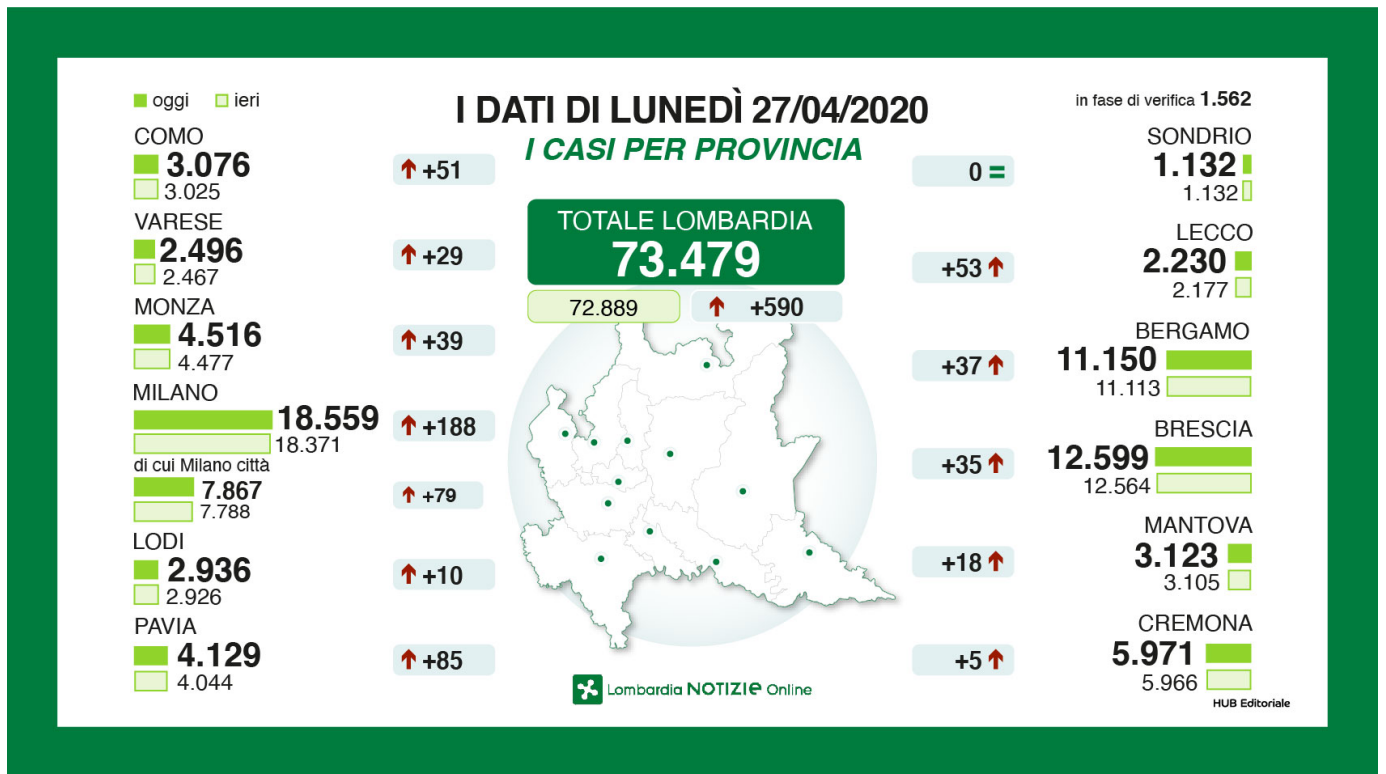 oggi ieri
I DATI DI LUNEDÌ 27/04/2020
I CASI PER PROVINCIA
in fase di verifica 1.562
TOTALE LOMBARDIA
73.479
72.889
+590
COMO
3.076
3.025
+51
VARESE
2.496
2.467
+29
MONZA
4.516
4.477
+39
MILANO
18.559
18.371
+188
di cui Milano città
7.867
7.788
+79
LODI
2.936
2.926
+10
PAVIA
4.129
4.044
+85
SONDRIO
1.132
1.132
0 =
LECCO
2.230
2.177
+53
BERGAMO
11.150
11.113
+37
BRESCIA
12.599
12.564
+35
MANTOVA
3.123
3.105
+18
CREMONA
5.971
5.966
+5
Lombardia NOTIZIE Online
HUB Editoriale